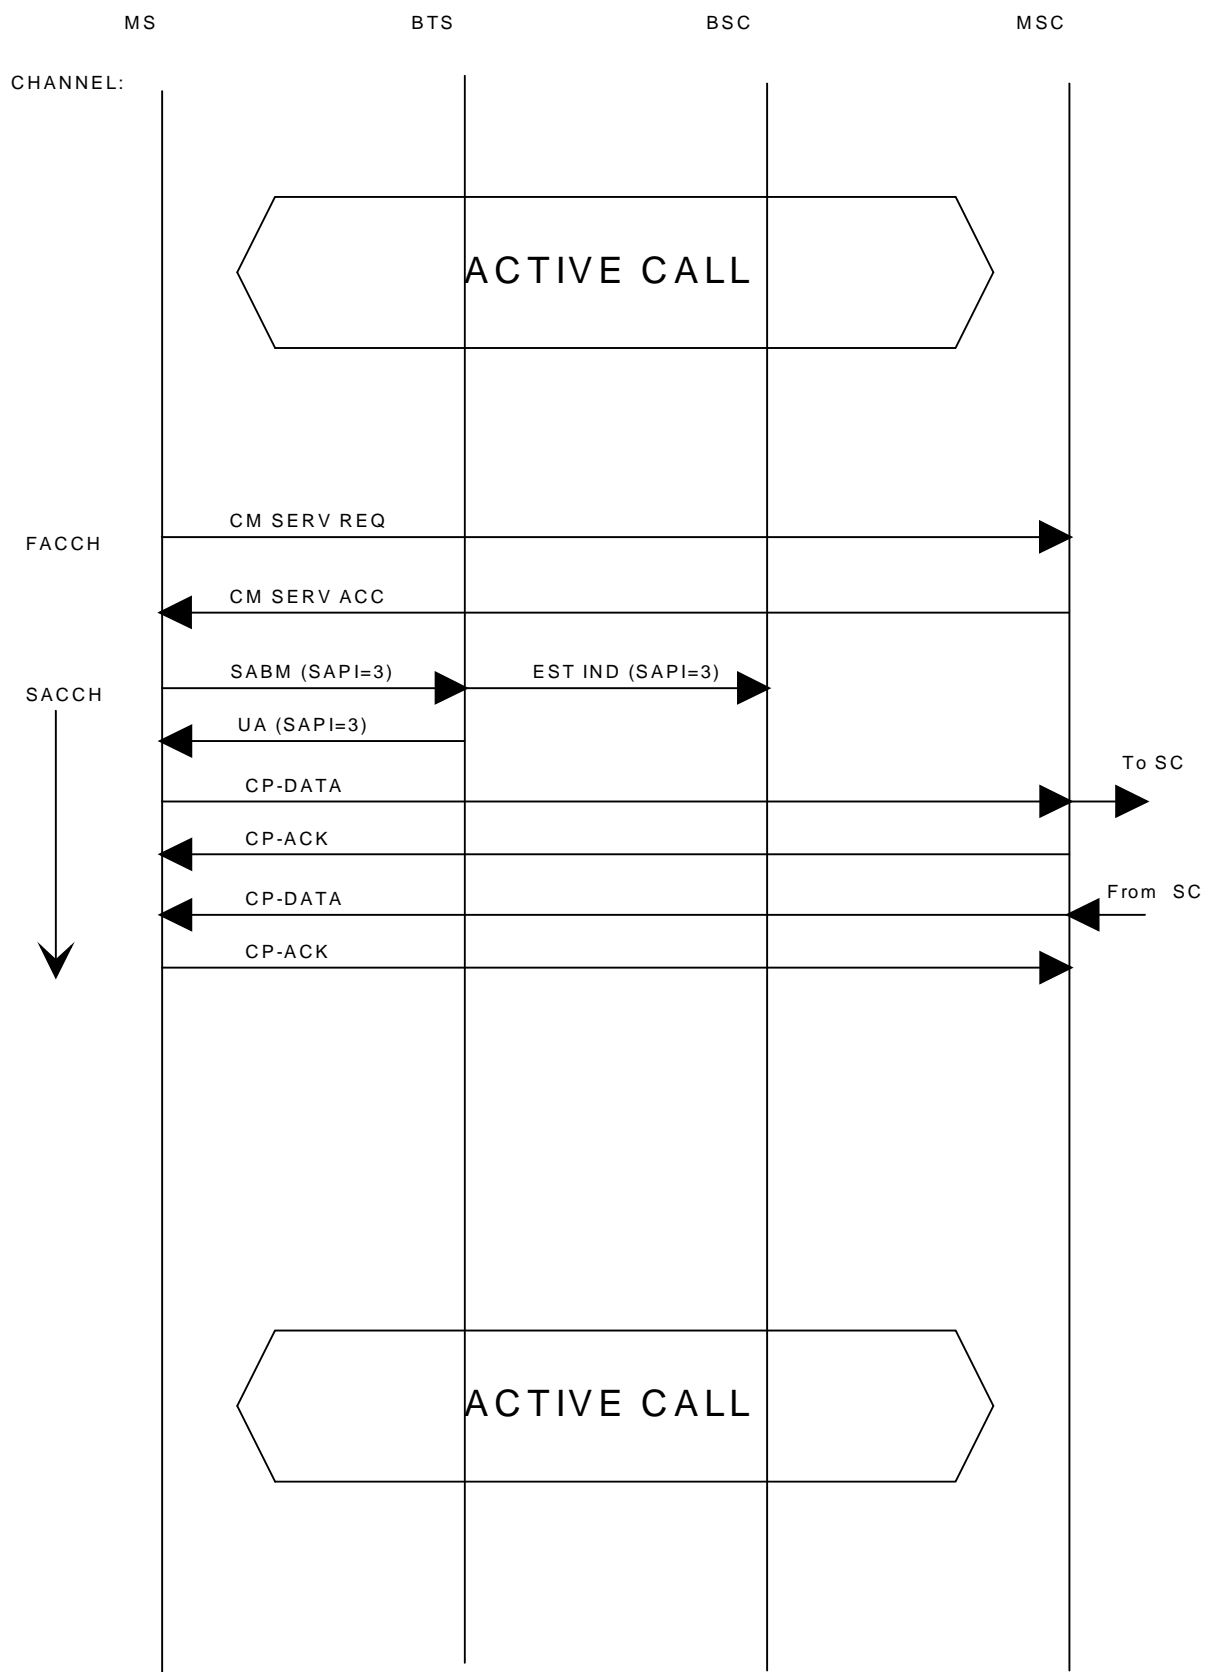 MS BTS BSC MSC
CHANNEL:
ACTIVE CALL
CM SERV REQ
FACCH
CM SERV ACC
SABM (SAPI=3) EST IND (SAPI=3)
SACCH
UA (SAPI=3)
To SC
CP-DATA
CP-ACK
From SC
CP-DATA
CP-ACK
ACTIVE CALL